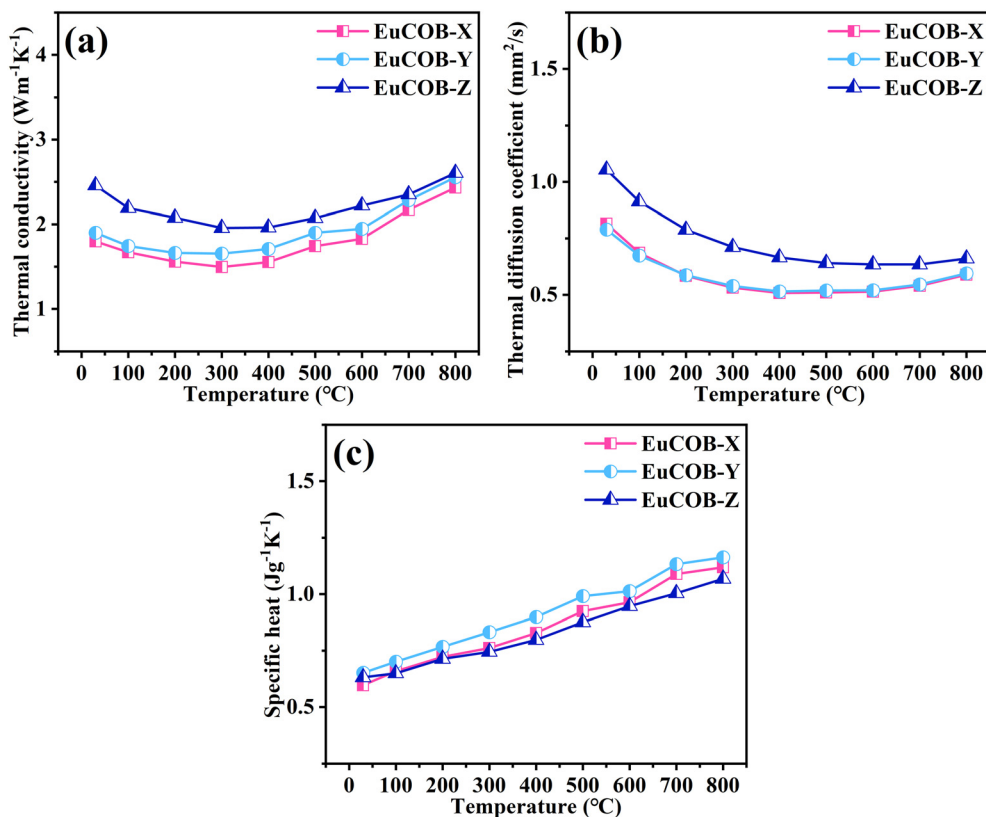 (a)
EuCOB-X
EuCOB-Y
EuCOB-Z
Thermal conductivity (Wm⁻¹K⁻¹)
4
3
2
1
0 100 200 300 400 500 600 700 800
Temperature (℃)
(b)
EuCOB-X
EuCOB-Y
EuCOB-Z
Thermal diffusion coefficient (mm²/s)
1.5
1.0
0.5
0 100 200 300 400 500 600 700 800
Temperature (℃)
(c)
EuCOB-X
EuCOB-Y
EuCOB-Z
Specific heat (Jg⁻¹K⁻¹)
1.5
1.0
0.5
0 100 200 300 400 500 600 700 800
Temperature (℃)